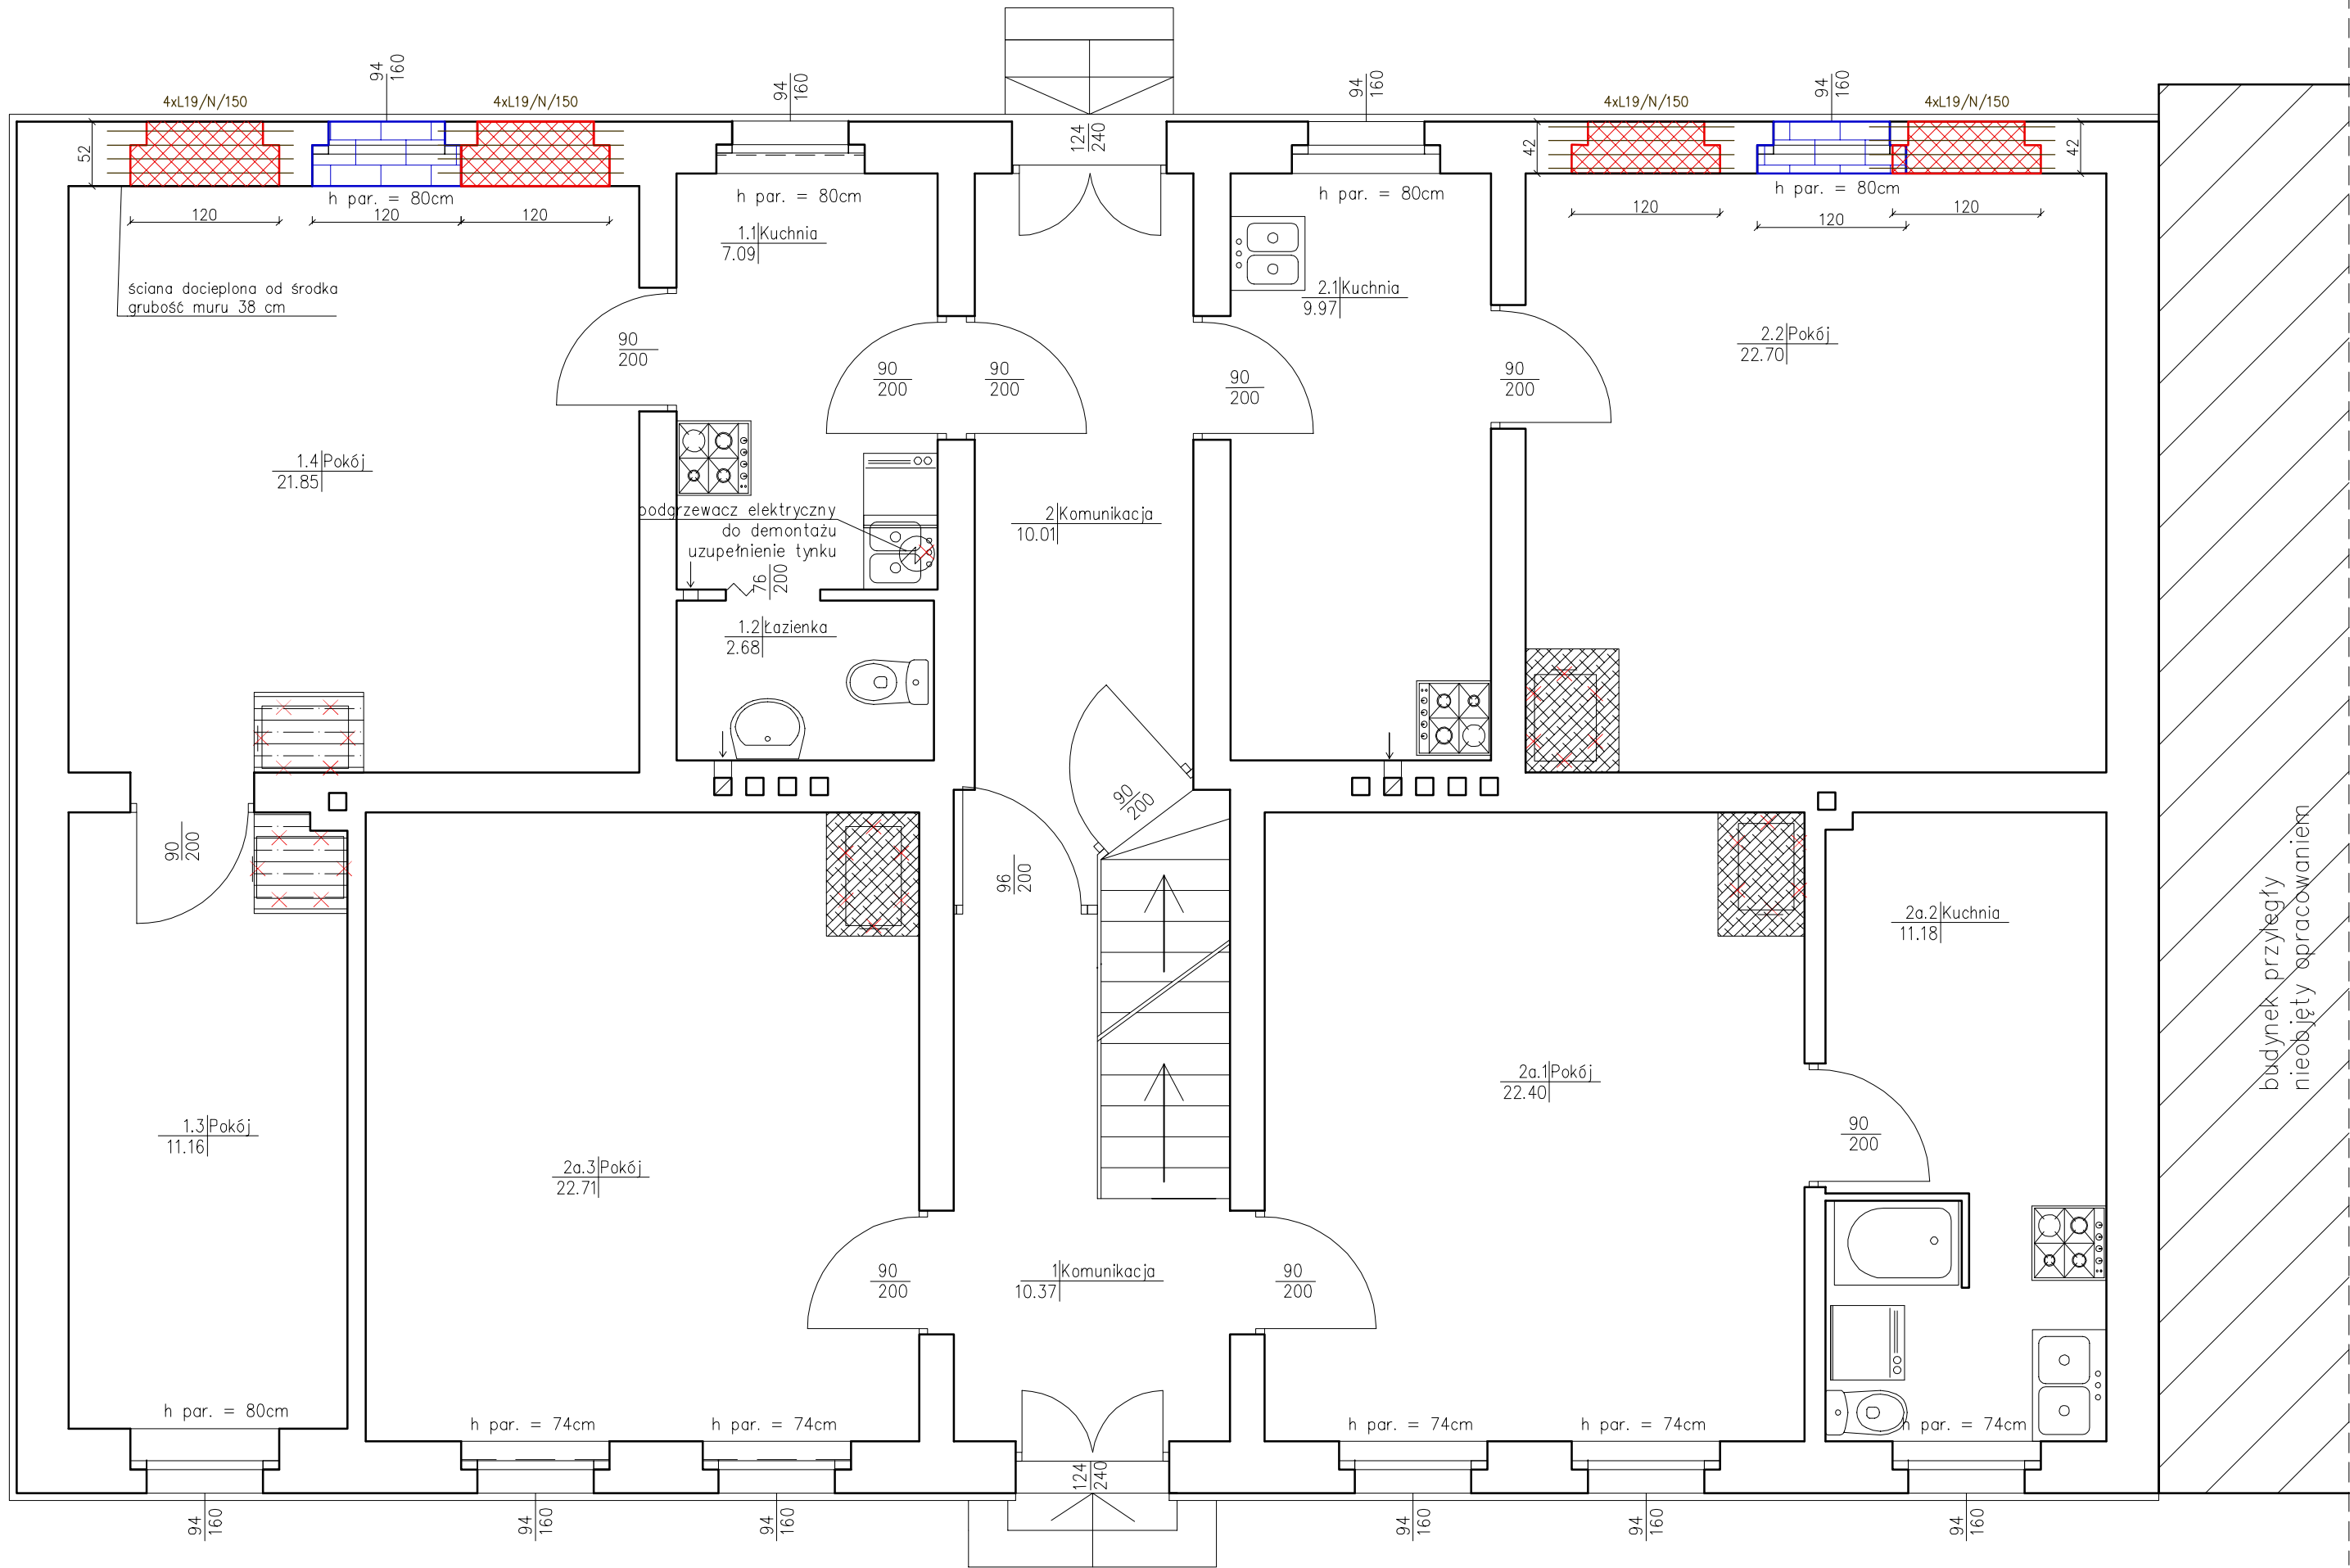 94
160
94
160
94
160
94
160
4xL19/N/150
4xL19/N/150
4xL19/N/150
4xL19/N/150
124
240
52
42
42
h par. = 80cm
h par. = 80cm
h par. = 80cm
h par. = 80cm
120
120
120
120
120
120
1.1 Kuchnia
7.09
ściana docieplona od środka
grubość muru 38 cm
2.1 Kuchnia
9.97
2.2 Pokój
22.70
90
200
90
200
90
200
90
200
90
200
1.4 Pokój
21.85
podgrzewacz elektryczny
do demontażu
uzupełnienie tynku
2 Komunikacja
10.01
76
200
1.2 Łazienka
2.68
90
200
90
200
96
200
2a.2 Kuchnia
11.18
budynek przyległy
nieobjęty opracowaniem
1.3 Pokój
11.16
2a.3 Pokój
22.71
2a.1 Pokój
22.40
90
200
1 Komunikacja
10.37
90
200
90
200
h par. = 80cm
h par. = 74cm
h par. = 74cm
h par. = 74cm
h par. = 74cm
h par. = 74cm
124
240
94
160
94
160
94
160
94
160
94
160
94
160